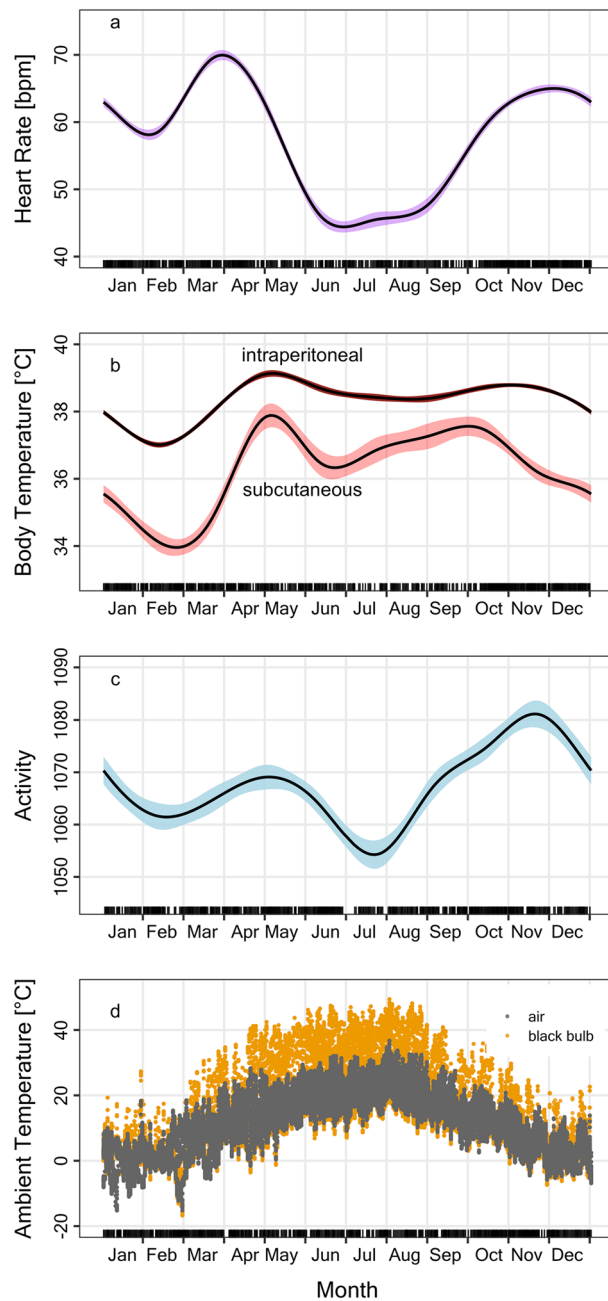 a
Heart Rate [bpm]
70
60
50
40
Jan Feb Mar Apr May Jun Jul Aug Sep Oct Nov Dec
b
Body Temperature [°C]
40
38
36
34
intraperitoneal
subcutaneous
Jan Feb Mar Apr May Jun Jul Aug Sep Oct Nov Dec
c
Activity
1090
1080
1070
1060
1050
Jan Feb Mar Apr May Jun Jul Aug Sep Oct Nov Dec
d
Ambient Temperature [°C]
40
20
0
-20
air
black bulb
Jan Feb Mar Apr May Jun Jul Aug Sep Oct Nov Dec
Month